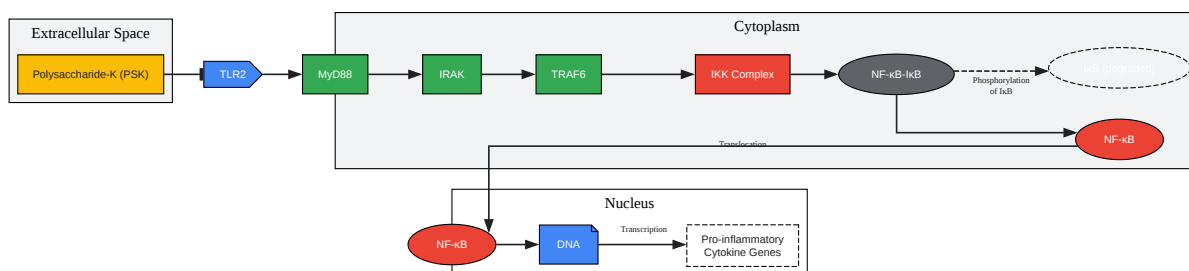 Extracellular Space
Cytoplasm
Polysaccharide-K (PSK)
TLR2
MyD88
IRAK
TRAF6
IKK Complex
NF-κB-IκB
Phosphorylation
of IκB
IκB (degraded)
NF-κB
Translocation
Nucleus
NF-κB
DNA
Transcription
Pro-inflammatory
Cytokine Genes